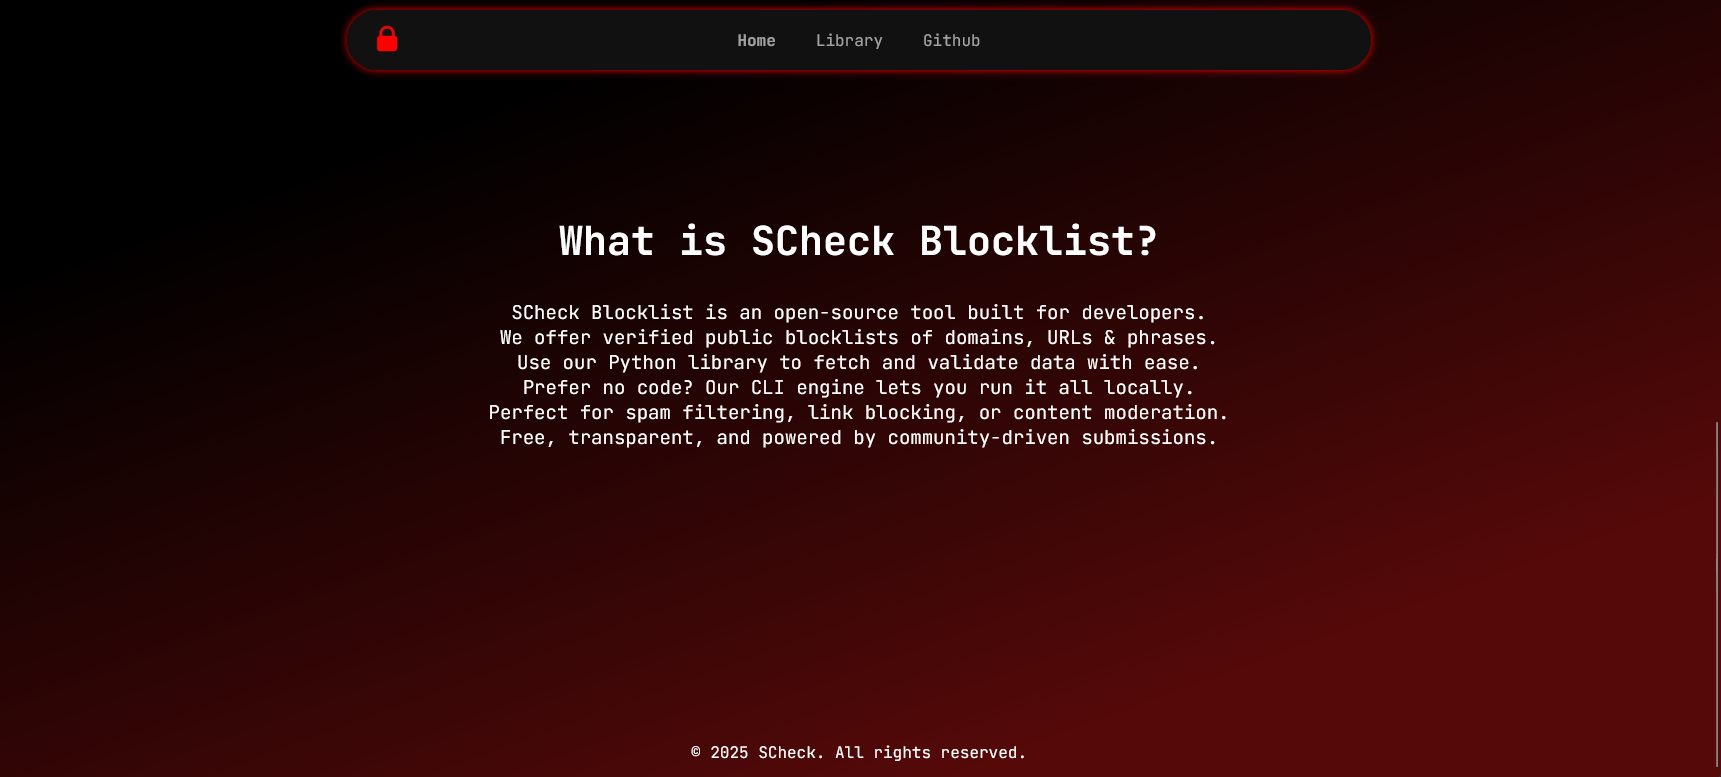 Home Library Github
What is SCheck Blocklist?
SCheck Blocklist is an open-source tool built for developers.
We offer verified public blocklists of domains, URLs & phrases.
Use our Python library to fetch and validate data with ease.
Prefer no code? Our CLI engine lets you run it all locally.
Perfect for spam filtering, link blocking, or content moderation.
Free, transparent, and powered by community-driven submissions.
© 2025 SCheck. All rights reserved.